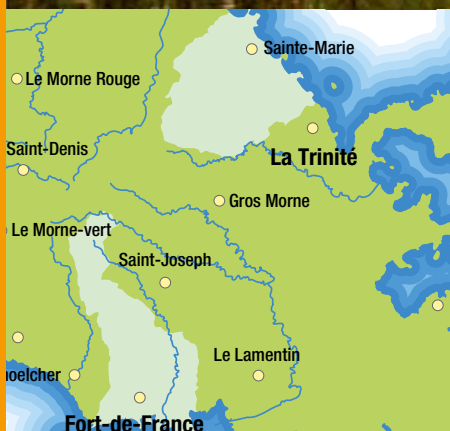 Sainte-Marie
Le Morne Rouge
Saint-Denis
La Trinité
Gros Morne
Le Morne-vert
Saint-Joseph
Le Lamentin
hoelcher
Fort-de-France